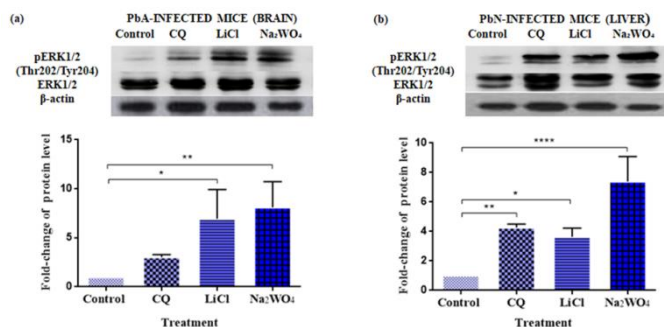 (a) PbA-INFECTED MICE (BRAIN)
Control CQ LiCl Na₂WO₄
pERK1/2
(Thr202/Tyr204)
ERK1/2
β-actin
15
10
5
0
Fold-change of protein level
**
*
Control CQ LiCl Na₂WO₄
Treatment
(b) PbN-INFECTED MICE (LIVER)
Control CQ LiCl Na₂WO₄
pERK1/2
(Thr202/Tyr204)
ERK1/2
β-actin
10
8
6
4
2
0
Fold-change of protein level
****
*
**
Control CQ LiCl Na₂WO₄
Treatment